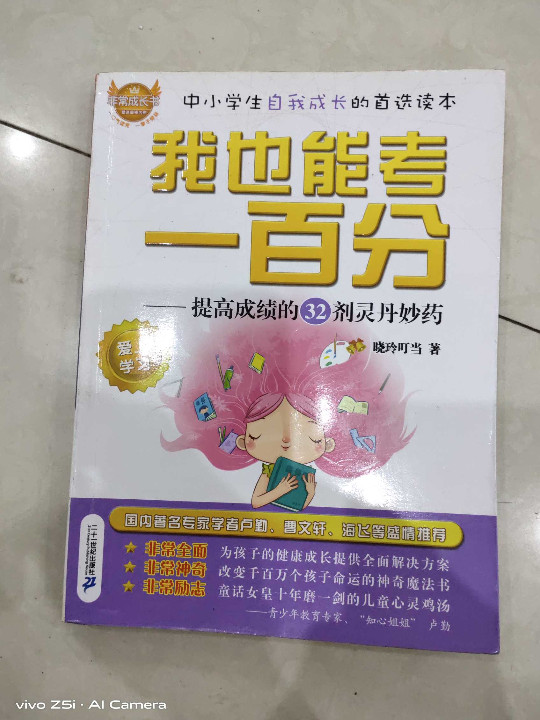 非常成长书
中小学生自我成长的首选读本
我也能考
一百分
——提高成绩的32剂灵丹妙药
晓玲叮当 著
爱上
学习
国内著名专家学者卢勤、曹文轩、海飞等盛情推荐
★ 非常全面 为孩子的健康成长提供全面解决方案
★ 非常神奇 改变千百万个孩子命运的神奇魔法书
★ 非常励志 童话女皇十年磨一剑的儿童心灵鸡汤
——青少年教育专家、“知心姐姐” 卢勤
二十一世纪出版社
vivo Z5i · AI Camera